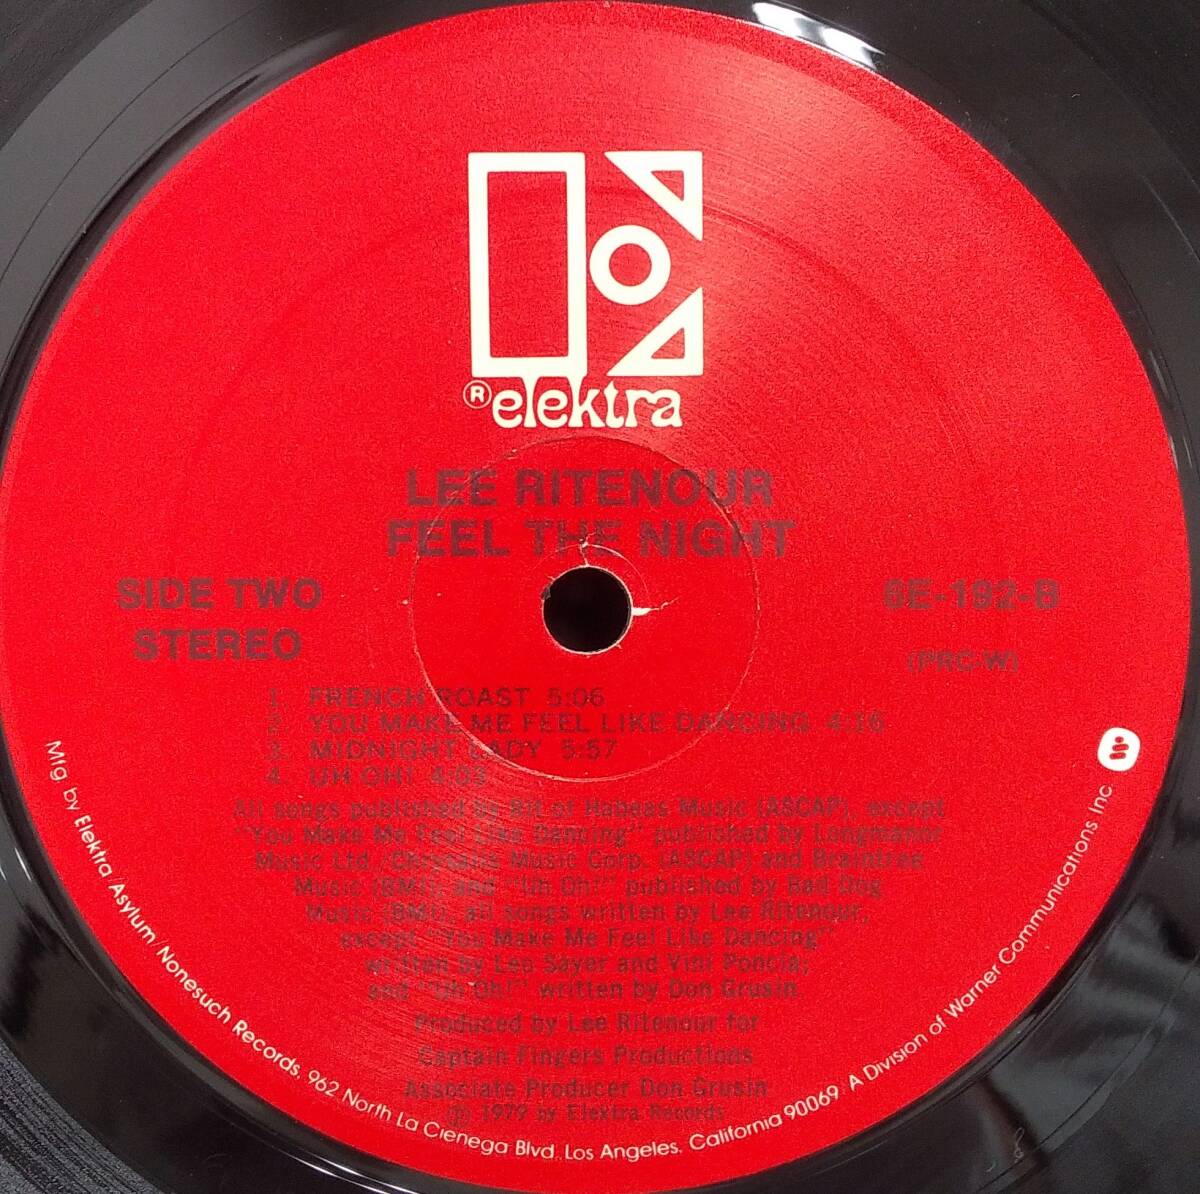 ® elektra
LEE RITENOUR
FEEL THE NIGHT
SIDE TWO
STEREO
6E-192-B
(PRC-W)
1. FRENCH ROAST 5:06
2. YOU MAKE ME FEEL LIKE DANCING 4:16
3. MIDNIGHT LADY 5:57
4. UH OH! 4:03
All songs published by Rit of Habeas Music (ASCAP), except
"You Make Me Feel Like Dancing" published by Longmanor
Music Ltd./Chrysalis Music Corp. (ASCAP) and Braintree
Music (BMI); and "Uh Oh!" published by Bad Dog
Music (BMI), all songs written by Lee Ritenour,
except "You Make Me Feel Like Dancing"
written by Leo Sayer and Vini Poncia;
and "Uh Oh!" written by Don Grusin
Produced by Lee Ritenour for
Captain Fingers Productions
Associate Producer Don Grusin
Ⓟ 1979 by Elektra Records
Mfg. by Elektra/Asylum/Nonesuch Records, 962 North La Cienega Blvd., Los Angeles, California 90069. A Division of Warner Communications Inc.